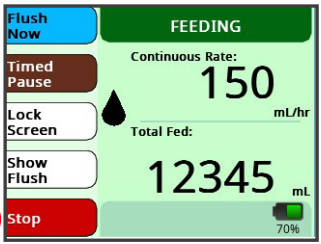 Flush
Now
FEEDING
Timed
Pause
Continuous Rate:
150
mL/hr
Lock
Screen
Total Fed:
Show
Flush
12345
mL
Stop
70%